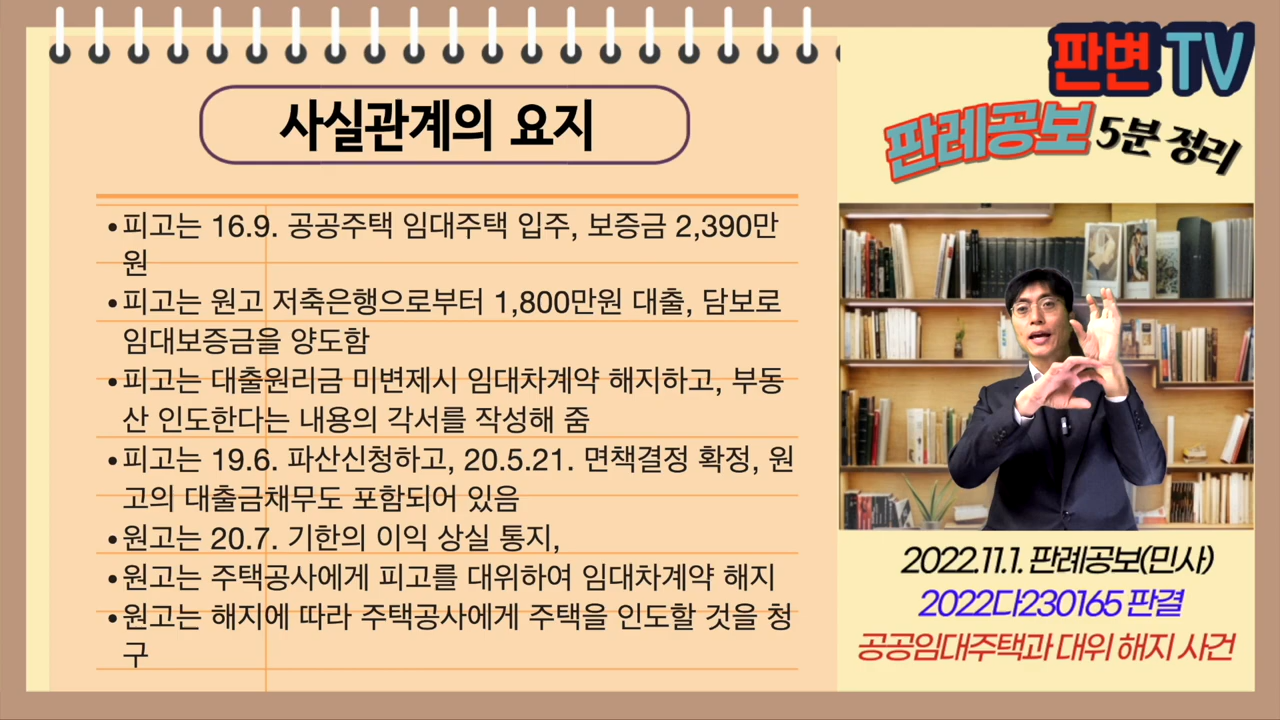 사실관계의 요지
•피고는 16.9. 공공주택 임대주택 입주, 보증금 2,390만
원
•피고는 원고 저축은행으로부터 1,800만원 대출, 담보로
임대보증금을 양도함
•피고는 대출원리금 미변제시 임대차계약 해지하고, 부동
산 인도한다는 내용의 각서를 작성해 줌
•피고는 19.6. 파산신청하고, 20.5.21. 면책결정 확정, 원
고의 대출금채무도 포함되어 있음
•원고는 20.7. 기한의 이익 상실 통지,
•원고는 주택공사에게 피고를 대위하여 임대차계약 해지
•원고는 해지에 따라 주택공사에게 주택을 인도할 것을 청
구
판변 TV
판례공보 5분 정리
2022.11.1. 판례공보(민사)
2022다230165 판결
공공임대주택과 대위 해지 사건